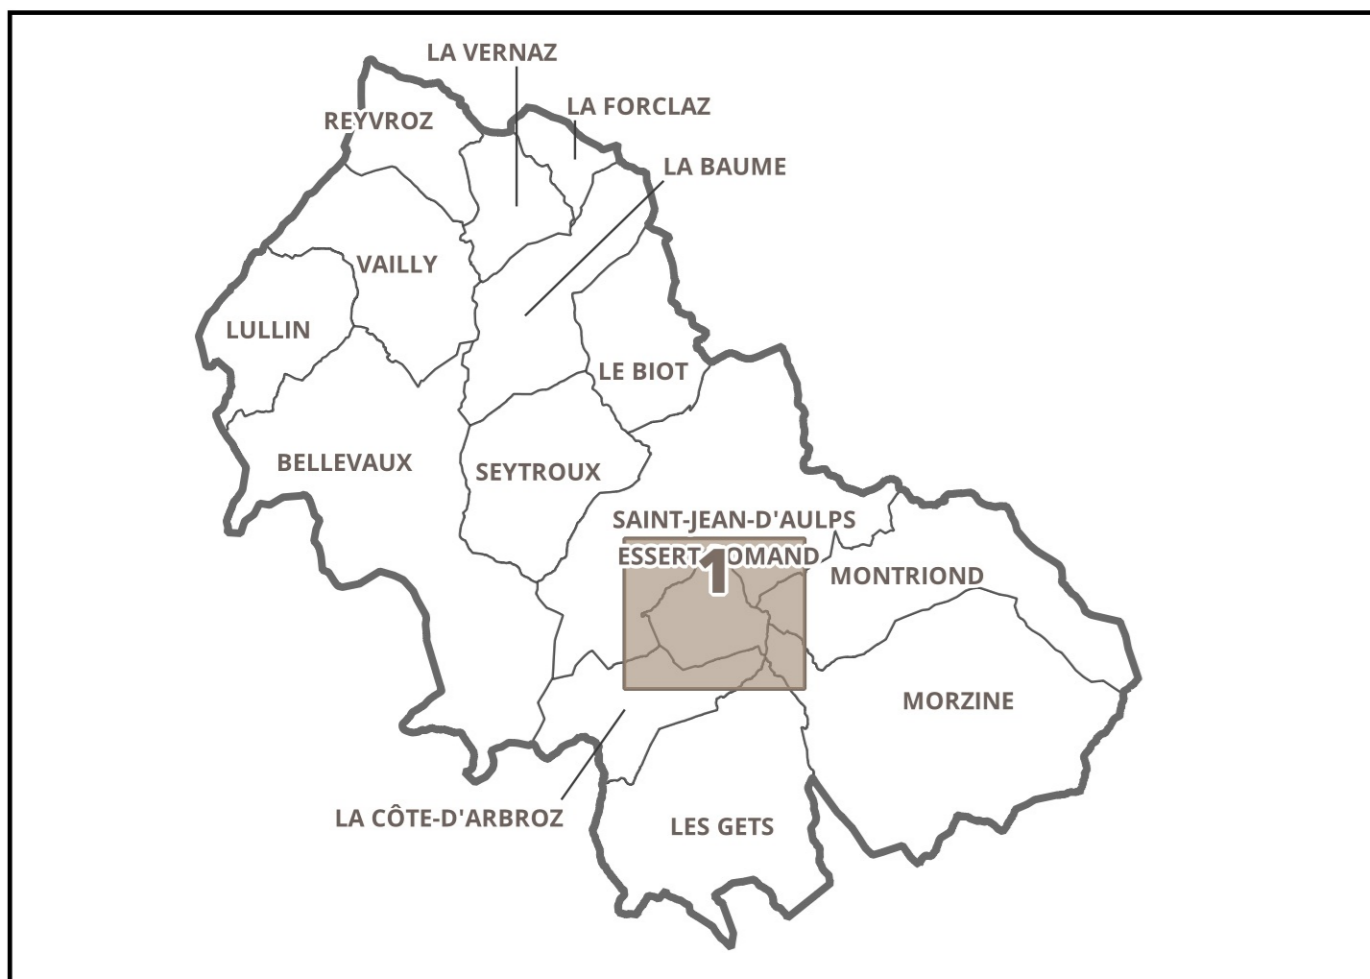 LA VERNAZ
LA FORCLAZ
REYVROZ
LA BAUME
VAILLY
LULLIN
LE BIOT
BELLEVAUX
SEYTROUX
SAINT-JEAN-D'AULPS
ESSERT-ROMAND
1
MONTRIOND
MORZINE
LA CÔTE-D'ARBROZ
LES GETS